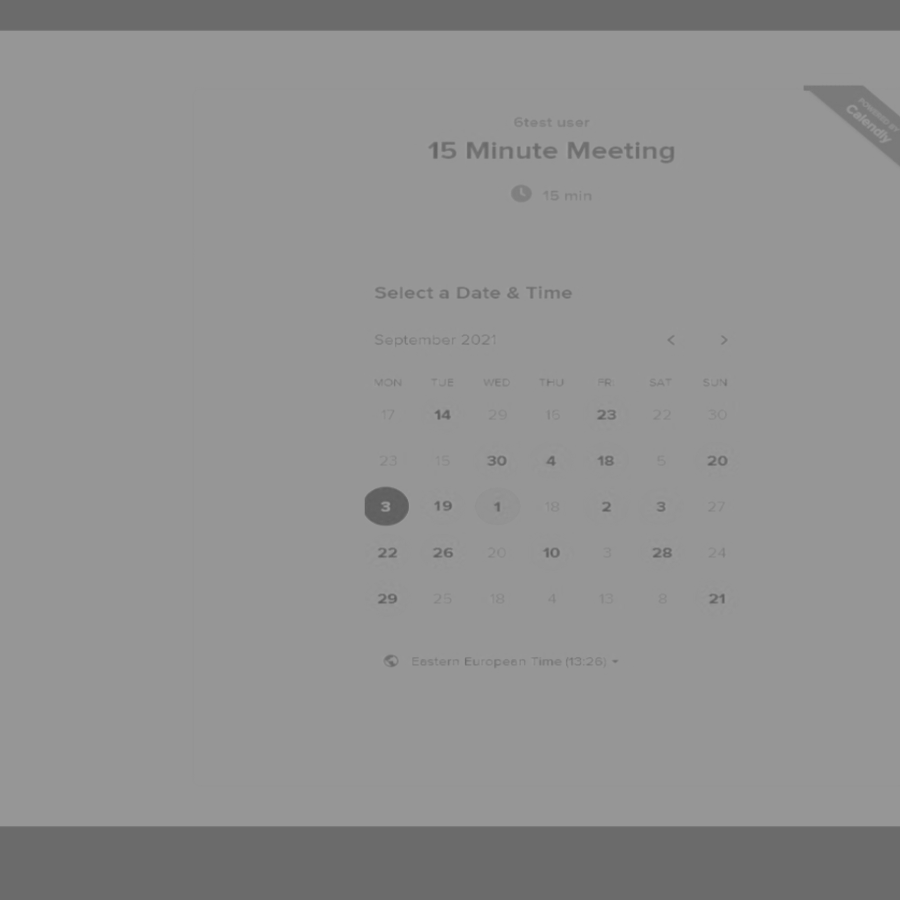 POWERED BY
Calendly
6test user
15 Minute Meeting
15 min
Select a Date & Time
September 2021 < >
MON TUE WED THU FRI SAT SUN
17 14 29 15 23 22 30
23 15 30 4 18 5 20
3 19 1 18 2 3 27
22 26 20 10 3 28 24
29 25 18 4 13 8 21
Eastern European Time (13:26)